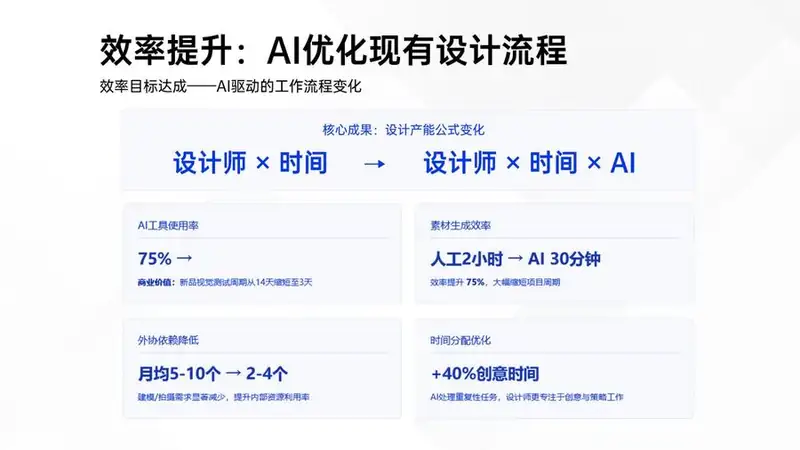 效率提升：AI优化现有设计流程
效率目标达成——AI驱动的工作流程变化
核心成果：设计产能公式变化
设计师 × 时间 → 设计师 × 时间 × AI
AI工具使用率
75% →
商业价值：新品视觉测试周期从14天缩短至3天
素材生成效率
人工2小时 → AI 30分钟
效率提升 75%，大幅缩短项目周期
外协依赖降低
月均5-10个 → 2-4个
建模/拍摄需求显著减少，提升内部资源利用率
时间分配优化
+40%创意时间
AI处理重复性任务，设计师更专注于创意与策略工作